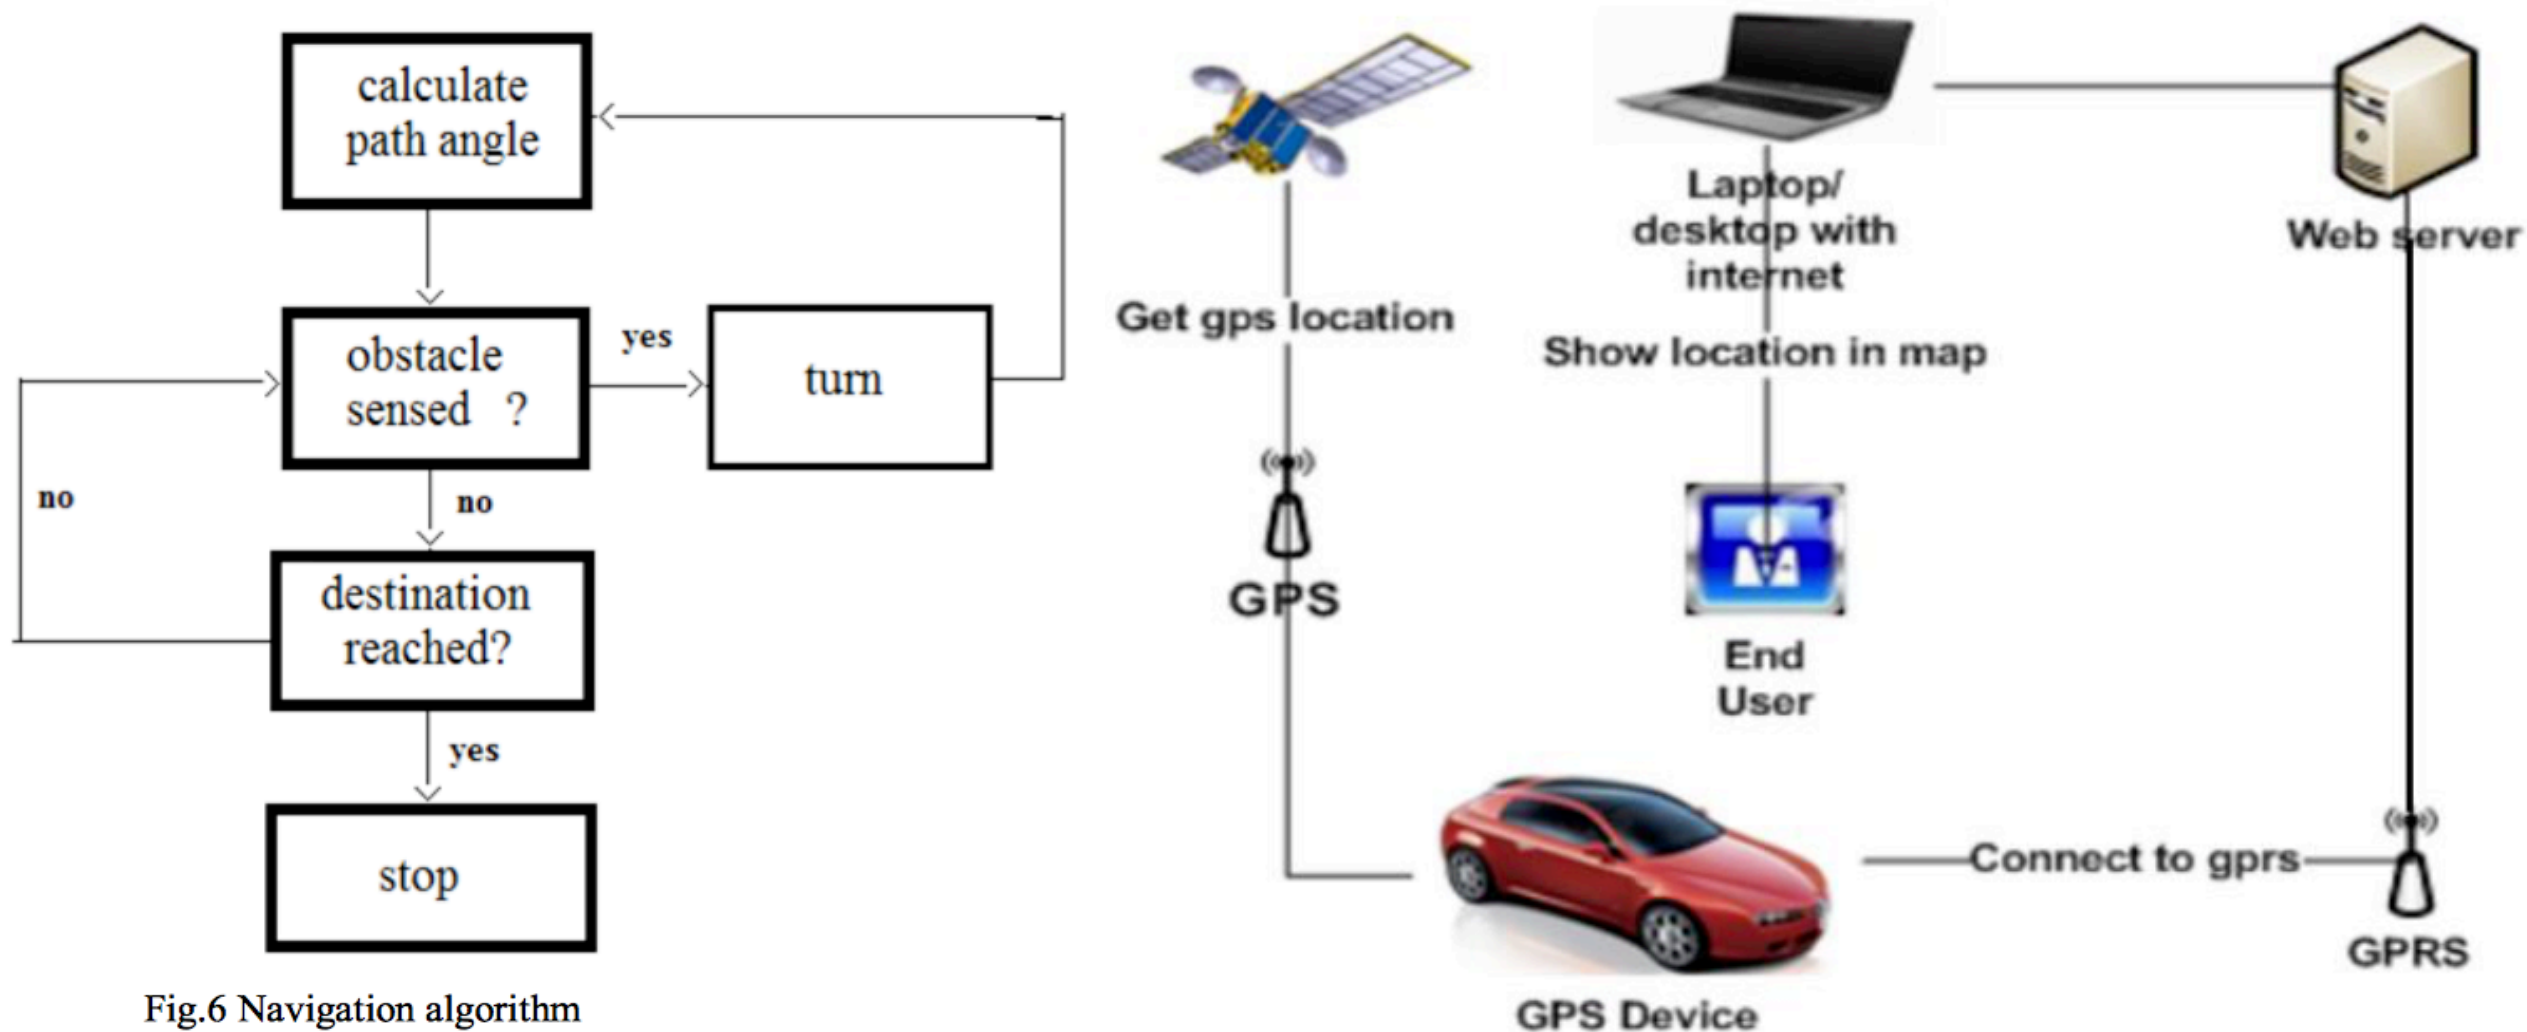 calculate
path angle
obstacle
sensed ?
yes
turn
no
no
destination
reached?
yes
stop
Fig.6 Navigation algorithm
Get gps location
GPS
Laptop/
desktop with
internet
Show location in map
End
User
Web server
Connect to gprs
GPRS
GPS Device